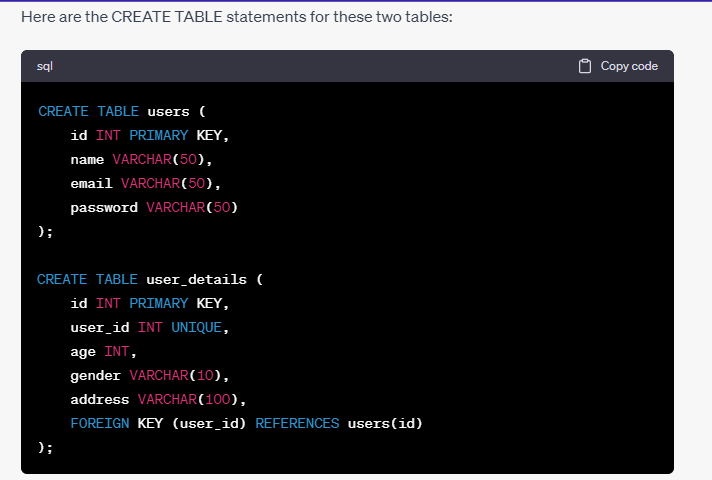 Here are the CREATE TABLE statements for these two tables:
sql
Copy code
CREATE TABLE users (
    id INT PRIMARY KEY,
    name VARCHAR(50),
    email VARCHAR(50),
    password VARCHAR(50)
);
CREATE TABLE user_details (
    id INT PRIMARY KEY,
    user_id INT UNIQUE,
    age INT,
    gender VARCHAR(10),
    address VARCHAR(100),
    FOREIGN KEY (user_id) REFERENCES users(id)
);